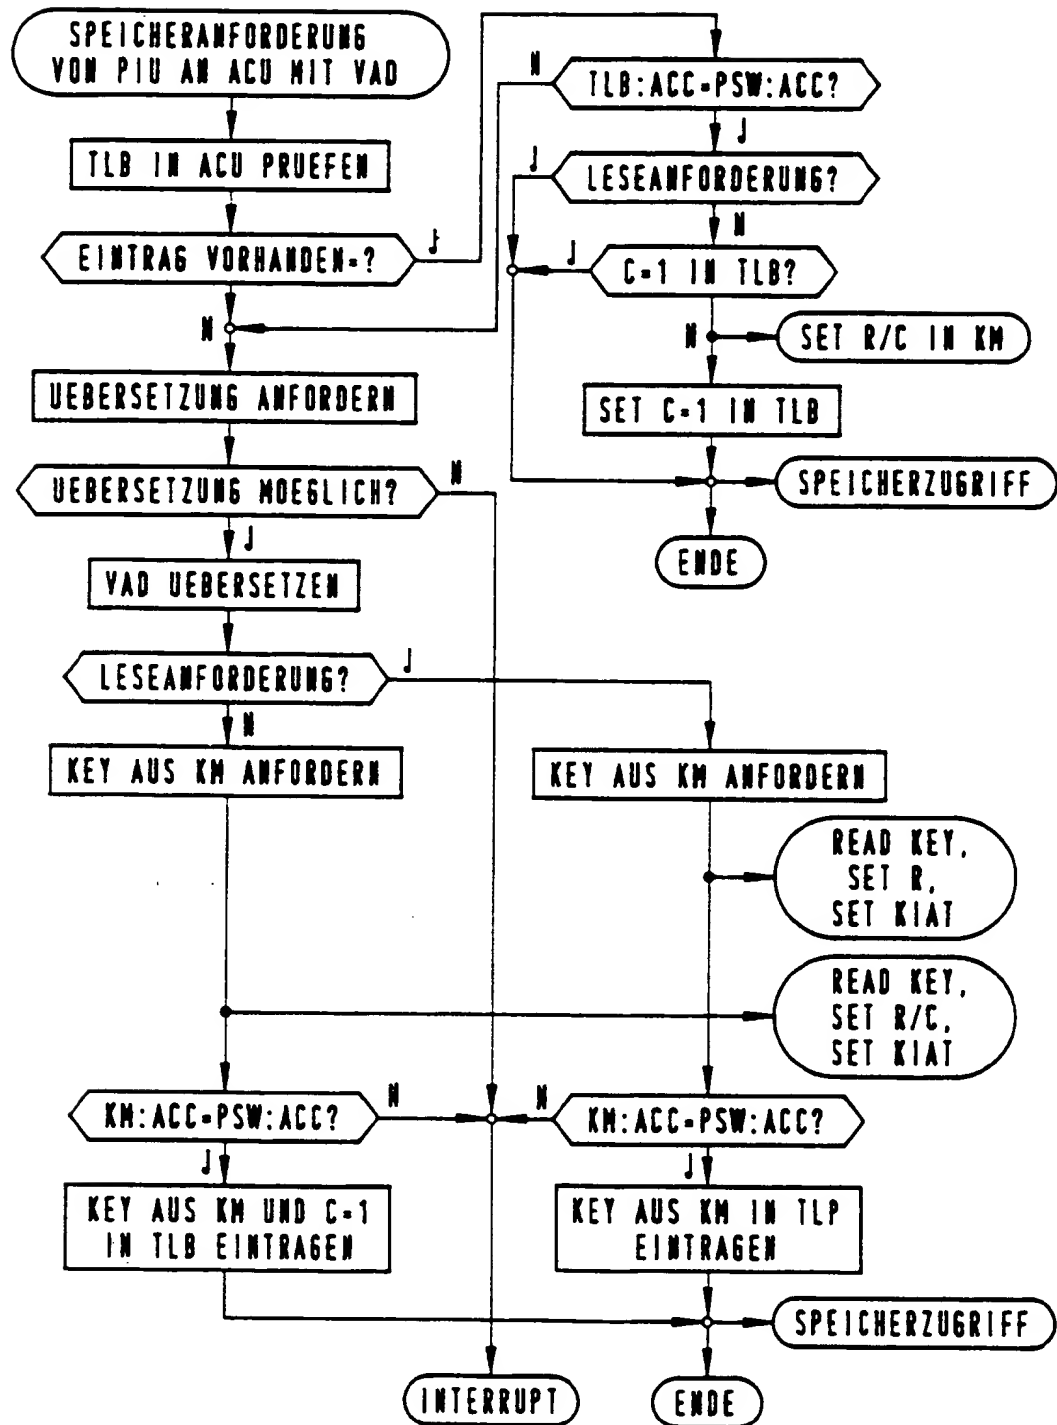 SPEICHERANFORDERUNG
VON PIU AN ACU MIT VAD
TLB IN ACU PRUEFEN
EINTRAG VORHANDEN=?
J
N
UEBERSETZUNG ANFORDERN
UEBERSETZUNG MOEGLICH?
N
J
VAD UEBERSETZEN
LESEANFORDERUNG?
J
N
KEY AUS KM ANFORDERN
KM:ACC=PSW:ACC?
N
J
KEY AUS KM UND C=1
IN TLB EINTRAGEN
INTERRUPT
TLB:ACC=PSW:ACC?
N
J
LESEANFORDERUNG?
J
N
C=1 IN TLB?
J
N
SET R/C IN KM
SET C=1 IN TLB
SPEICHERZUGRIFF
ENDE
KEY AUS KM ANFORDERN
READ KEY,
SET R,
SET KIAT
READ KEY,
SET R/C,
SET KIAT
KM:ACC=PSW:ACC?
N
J
KEY AUS KM IN TLP
EINTRAGEN
SPEICHERZUGRIFF
ENDE